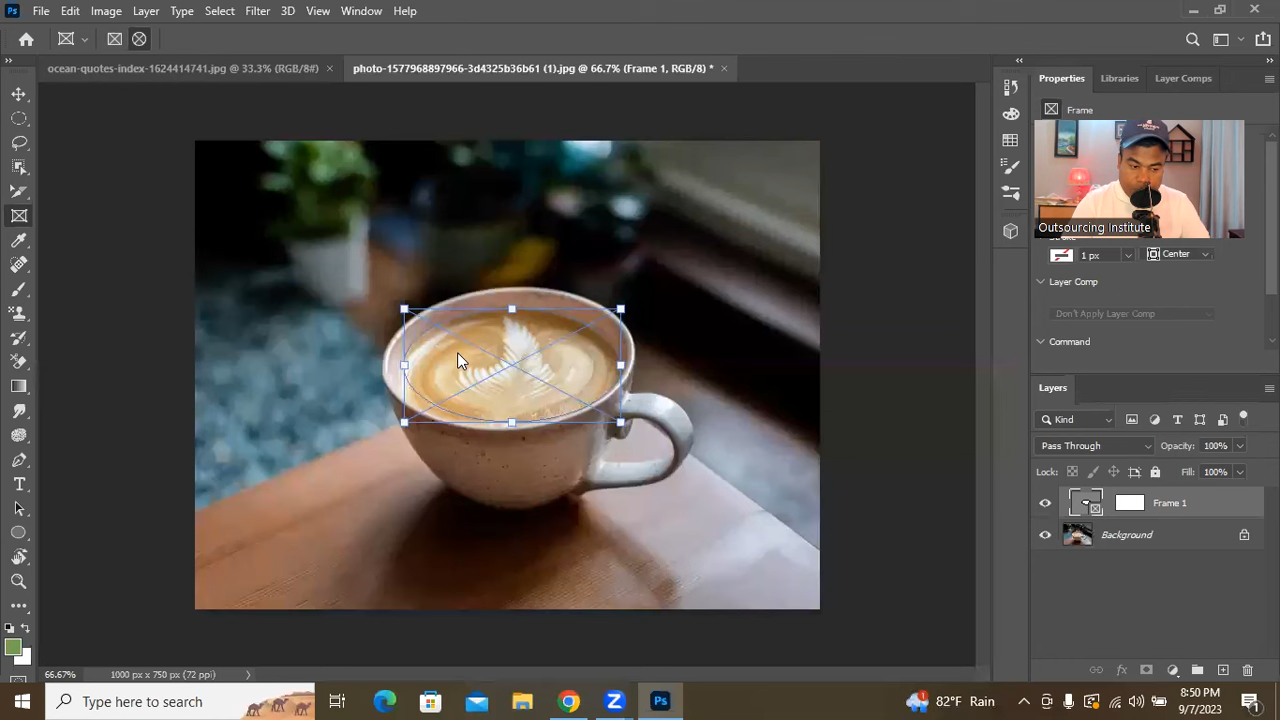 Ps File Edit Image Layer Type Select Filter 3D View Window Help
ocean-quotes-index-1624414741.jpg @ 33.3% (RGB/8#) × photo-1577968897966-3d4325b36b61 (1).jpg @ 66.7% (Frame 1, RGB/8) * ×
Properties Libraries Layer Comps
Frame
Outsourcing Institute
1 px Center
Layer Comp
Don't Apply Layer Comp
Command
Layers
Kind
Pass Through Opacity: 100%
Lock: Fill: 100%
Frame 1
Background
66.67% 1000 px x 750 px (72 ppi)
Type here to search
Ps
82°F Rain
8:50 PM
9/7/2023